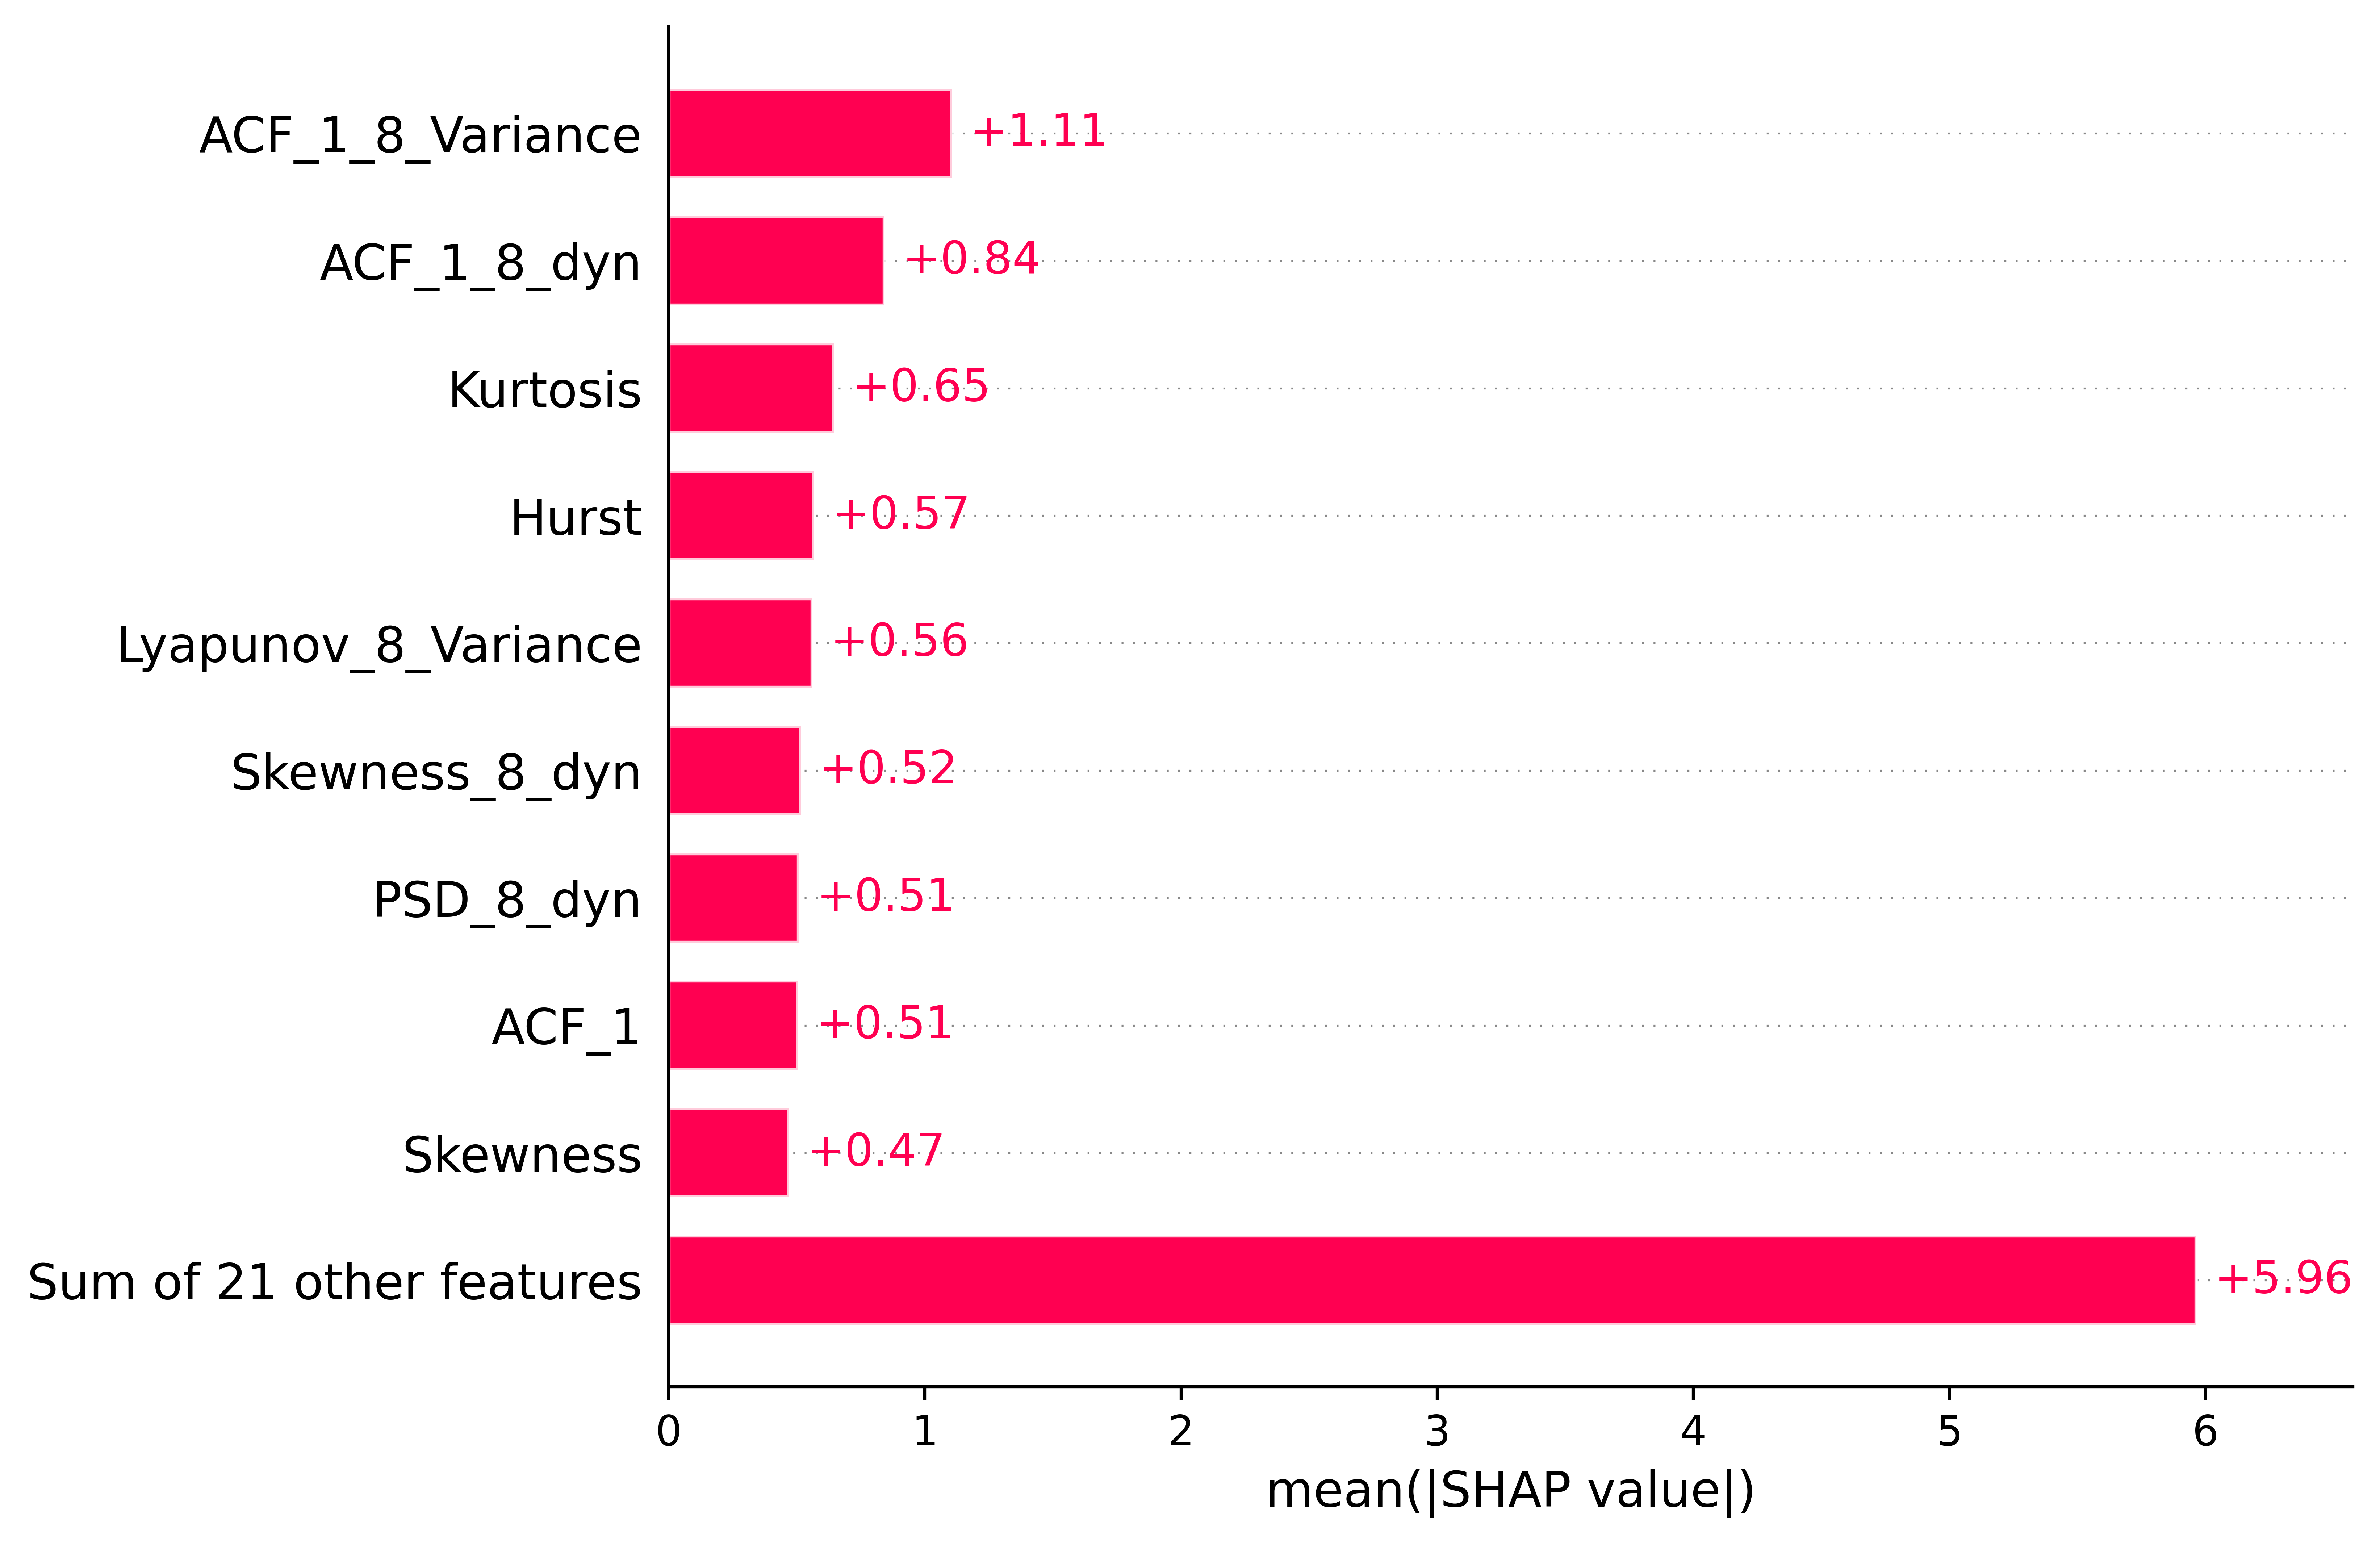 ACF_1_8_Variance +1.11
ACF_1_8_dyn +0.84
Kurtosis +0.65
Hurst +0.57
Lyapunov_8_Variance +0.56
Skewness_8_dyn +0.52
PSD_8_dyn +0.51
ACF_1 +0.51
Skewness +0.47
Sum of 21 other features +5.96
0 1 2 3 4 5 6
mean(|SHAP value|)